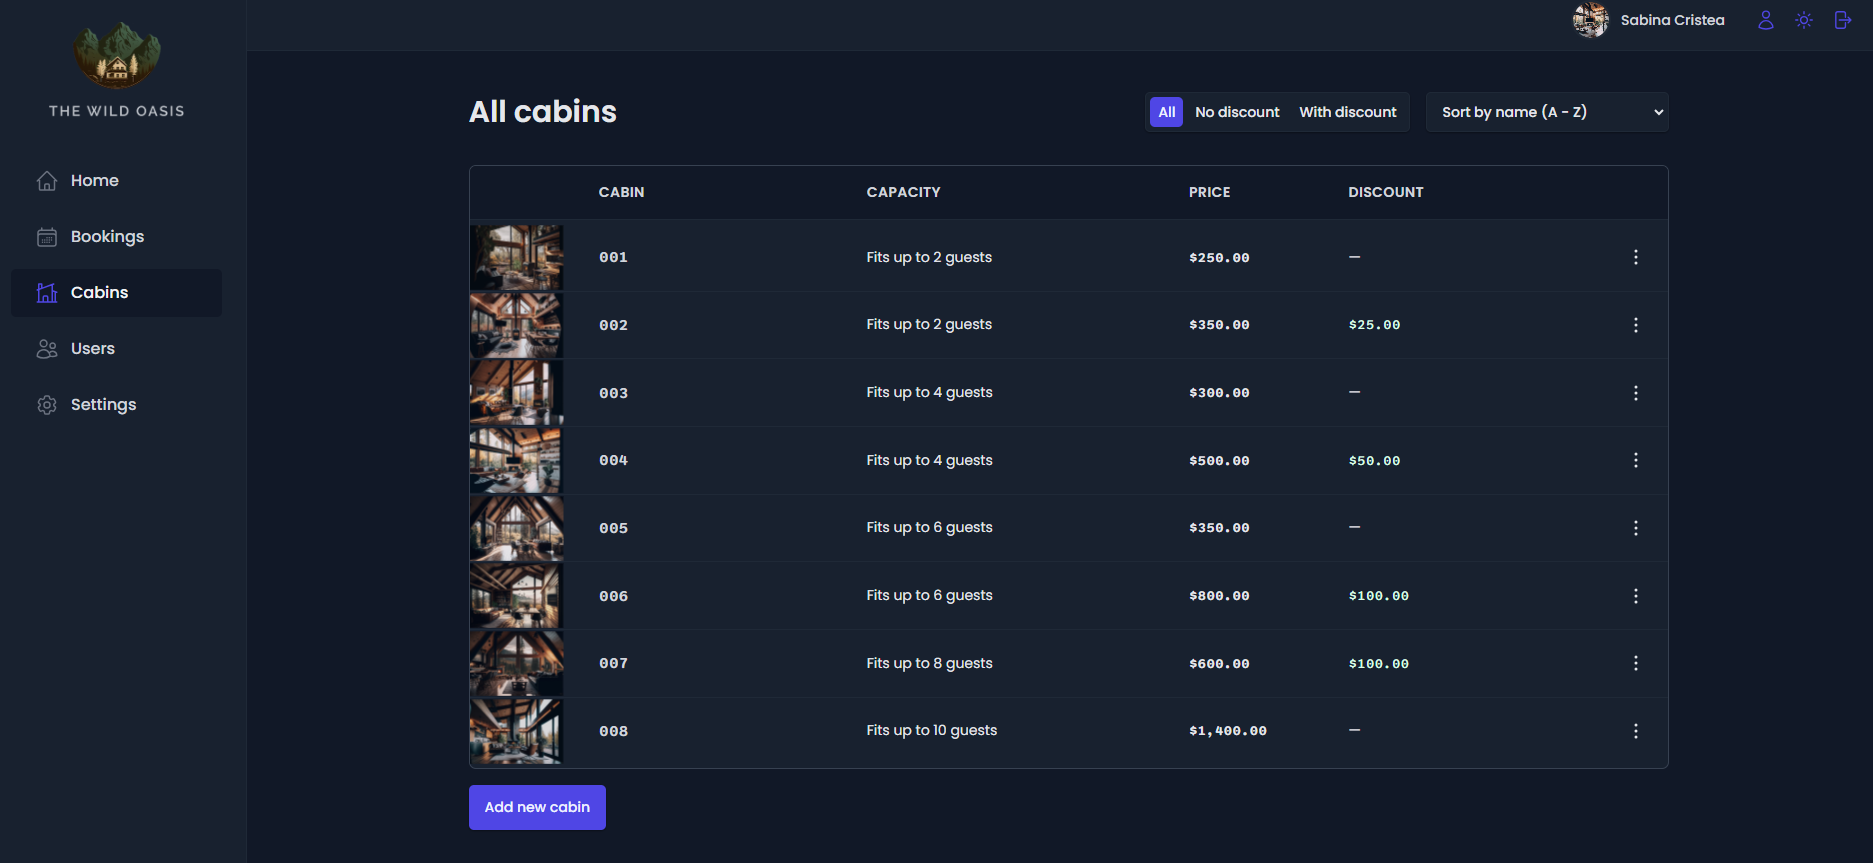 THE WILD OASIS
Home
Bookings
Cabins
Users
Settings
Sabina Cristea
All cabins
All No discount With discount Sort by name (A - Z)
CABIN CAPACITY PRICE DISCOUNT
001 Fits up to 2 guests $250.00 —
002 Fits up to 2 guests $350.00 $25.00
003 Fits up to 4 guests $300.00 —
004 Fits up to 4 guests $500.00 $50.00
005 Fits up to 6 guests $350.00 —
006 Fits up to 6 guests $800.00 $100.00
007 Fits up to 8 guests $600.00 $100.00
008 Fits up to 10 guests $1,400.00 —
Add new cabin